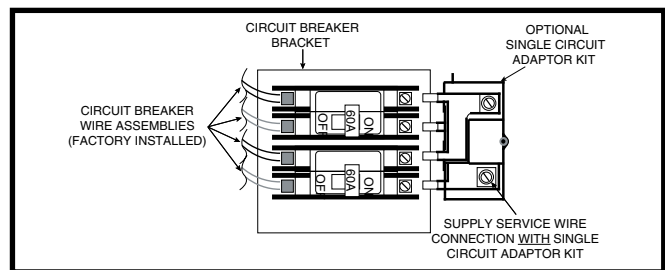 CIRCUIT BREAKER
BRACKET
OPTIONAL
SINGLE CIRCUIT
ADAPTOR KIT
CIRCUIT BREAKER
WIRE ASSEMBLIES
(FACTORY INSTALLED)
OFF
60A
ON
OFF
60A
ON
SUPPLY SERVICE WIRE
CONNECTION WITH SINGLE
CIRCUIT ADAPTOR KIT